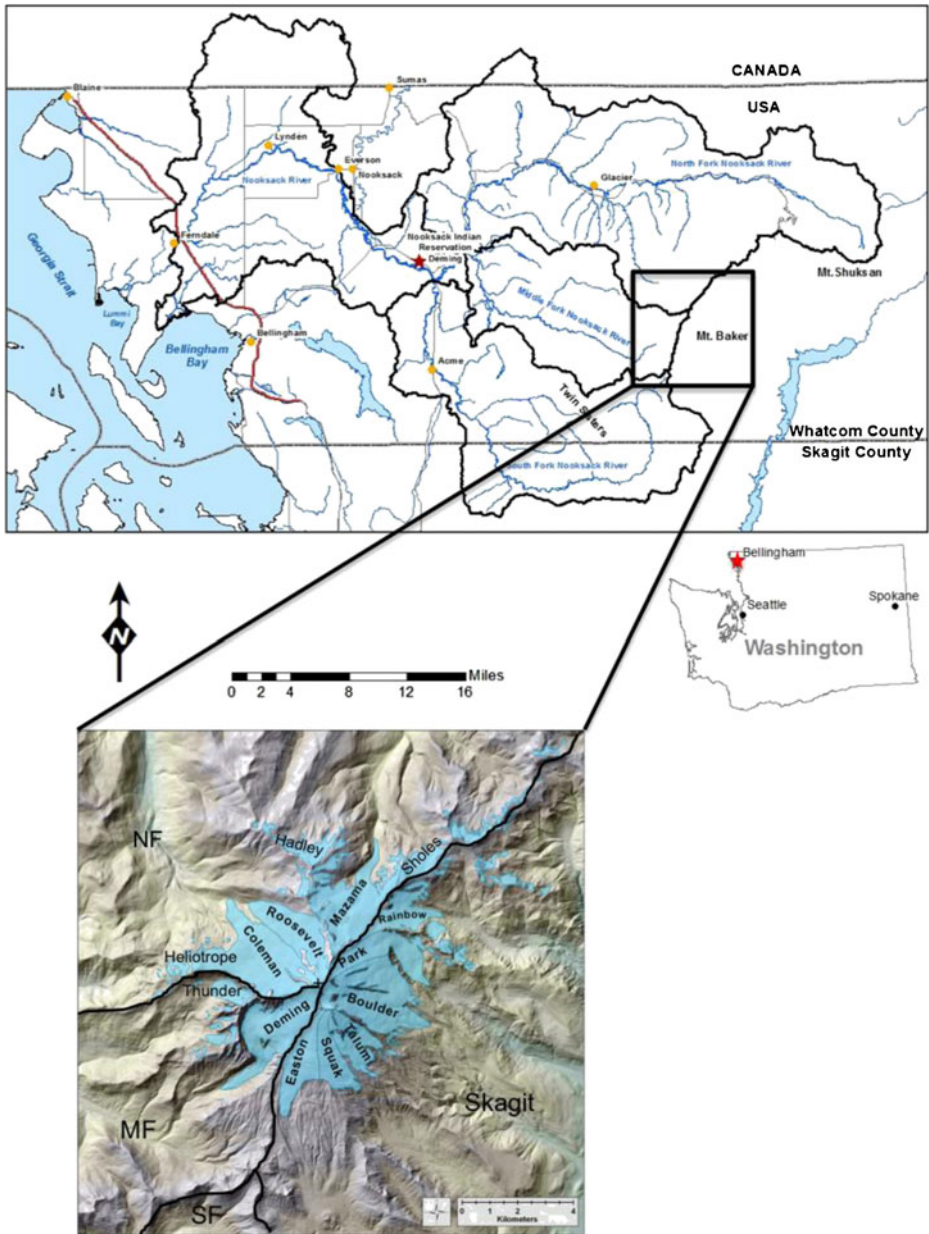 CANADA
USA
Blaine
Sumas
Lynden
Everson
Nooksack
Nooksack River
North Fork Nooksack River
Glacier
Ferndale
Nooksack Indian
Reservation
Deming
Georgia Strait
Lummi
Bay
Mt. Shuksan
Middle Fork Nooksack River
Mt. Baker
Bellingham
Bellingham
Bay
Acme
Twin Sisters
Whatcom County
Skagit County
South Fork Nooksack River
Bellingham
Seattle
Spokane
Washington
N
Miles
0 2 4 8 12 16
NF
Hadley
Sholes
Mazama
Rainbow
Roosevelt
Coleman
Park
Heliotrope
Thunder
Boulder
Deming
Talum
Squak
Easton
Skagit
MF
SF
0 2 4
Kilometers